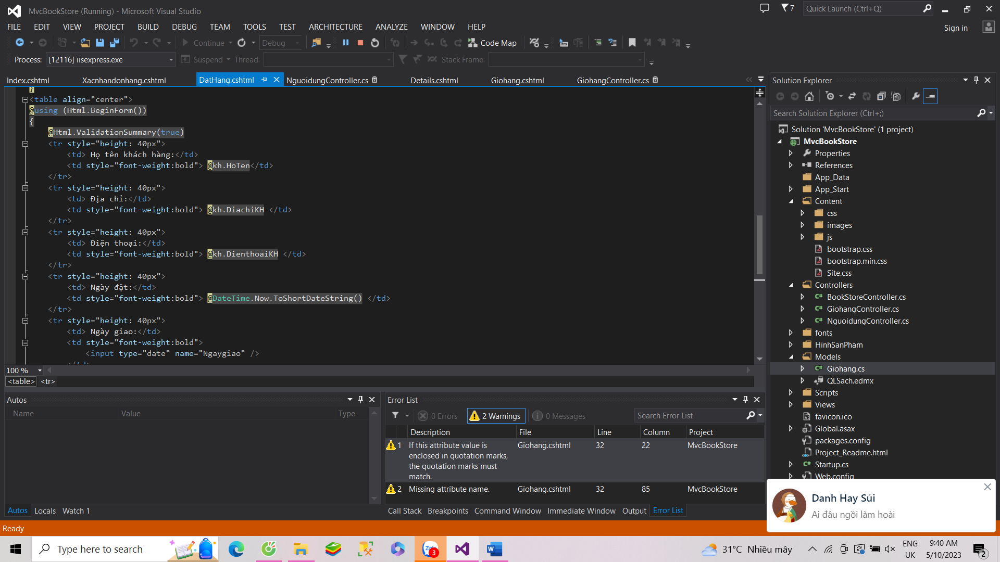 MvcBookStore (Running) - Microsoft Visual Studio
7
Quick Launch (Ctrl+Q)
FILE EDIT VIEW PROJECT BUILD DEBUG TEAM TOOLS TEST ARCHITECTURE ANALYZE WINDOW HELP
Sign in
Continue Debug Code Map
Process: [12116] iisexpress.exe Suspend Thread: Stack Frame:
Index.cshtml Xacnhandonhang.cshtml DatHang.cshtml NguoidungController.cs Details.cshtml Giohang.cshtml GiohangController.cs
}
<table align="center">
@using (Html.BeginForm())
{
@Html.ValidationSummary(true)
<tr style="height: 40px">
<td> Họ tên khách hàng:</td>
<td style="font-weight:bold"> @kh.HoTen</td>
</tr>
<tr style="height: 40px">
<td> Địa chỉ:</td>
<td style="font-weight:bold"> @kh.DiachiKH </td>
</tr>
<tr style="height: 40px">
<td> Điện thoại:</td>
<td style="font-weight:bold"> @kh.DienthoaiKH </td>
</tr>
<tr style="height: 40px">
<td> Ngày đặt:</td>
<td style="font-weight:bold"> @DateTime.Now.ToShortDateString() </td>
</tr>
<tr style="height: 40px">
<td> Ngày giao:</td>
<td style="font-weight:bold">
<input type="date" name="Ngaygiao" />
</td>
100 %
<table> <tr>
Autos
Name Value Type
Autos Locals Watch 1
Error List
0 Errors 2 Warnings 0 Messages Search Error List
Description File Line Column Project
1 If this attribute value is enclosed in quotation marks, the quotation marks must match. Giohang.cshtml 32 22 MvcBookStore
2 Missing attribute name. Giohang.cshtml 32 85 MvcBookStore
Call Stack Breakpoints Command Window Immediate Window Output Error List
Solution Explorer
Search Solution Explorer (Ctrl+;)
Solution 'MvcBookStore' (1 project)
MvcBookStore
Properties
References
App_Data
App_Start
Content
css
images
js
bootstrap.css
bootstrap.min.css
Site.css
Controllers
BookStoreController.cs
GiohangController.cs
NguoidungController.cs
fonts
HinhSanPham
Models
Giohang.cs
QLSach.edmx
Scripts
Views
favicon.ico
Global.asax
packages.config
Project_Readme.html
Startup.cs
Web.config
Danh Hay Sủi
Ai đâu ngồi làm hoài
Ready
Type here to search
3
31°C Nhiều mây
ENG
UK
9:40 AM
5/10/2023
2